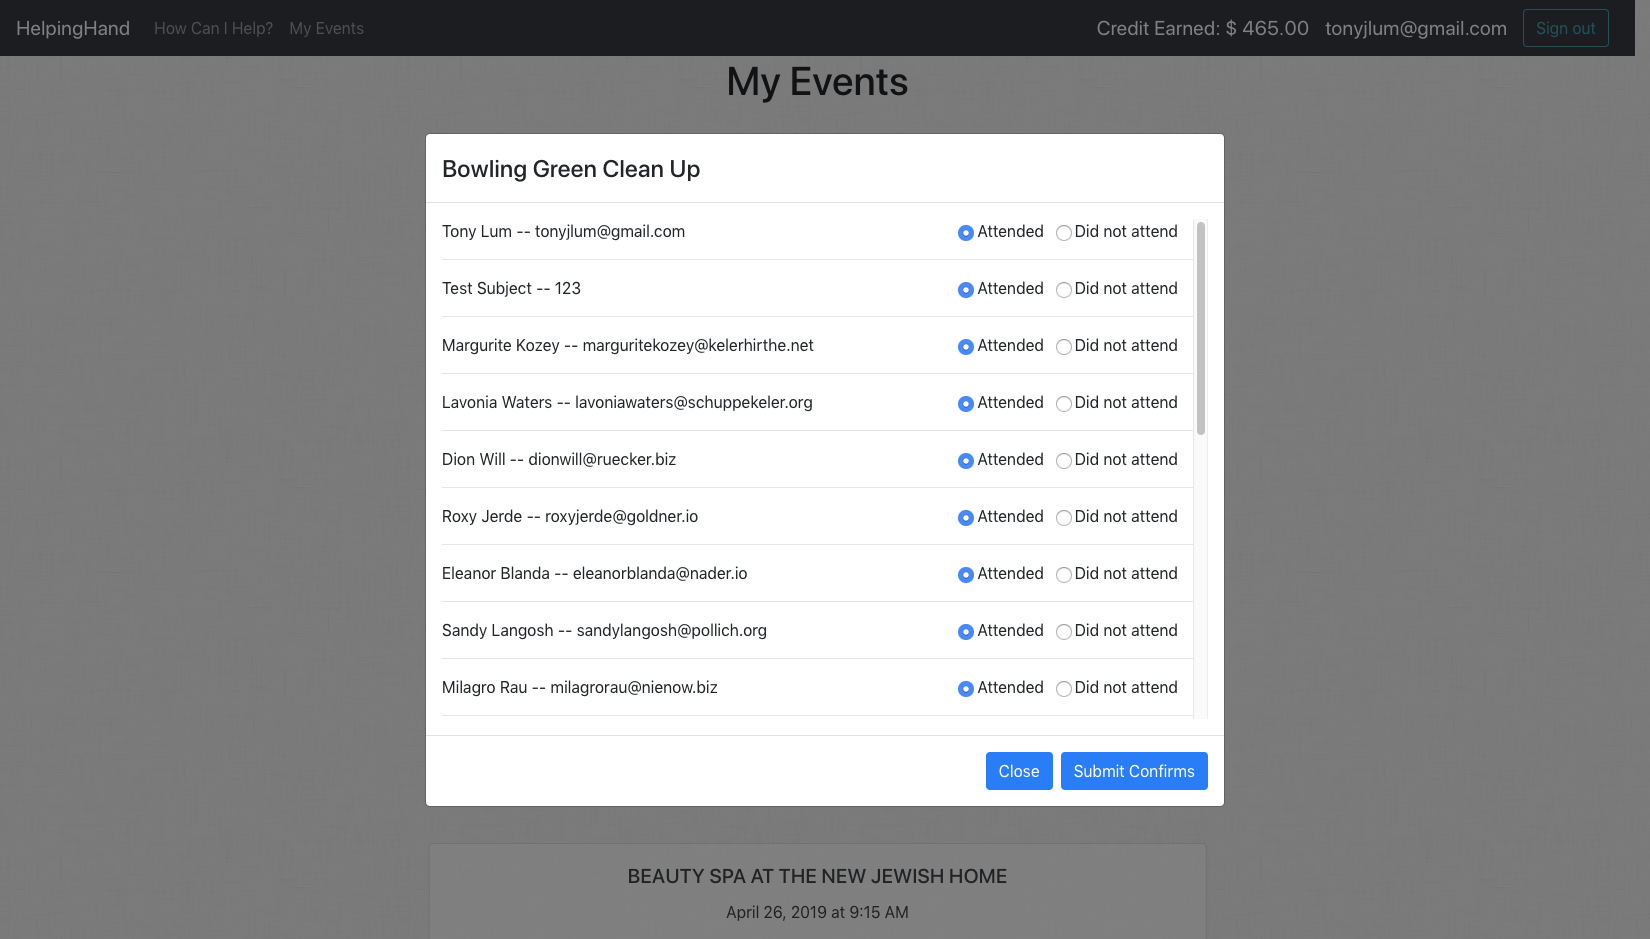 HelpingHand How Can I Help? My Events Credit Earned: $ 465.00 tonyjlum@gmail.com Sign out
My Events
Bowling Green Clean Up
Tony Lum -- tonyjlum@gmail.com Attended Did not attend
Test Subject -- 123 Attended Did not attend
Margurite Kozey -- marguritekozey@kelerhirthe.net Attended Did not attend
Lavonia Waters -- lavoniawaters@schuppekeler.org Attended Did not attend
Dion Will -- dionwill@ruecker.biz Attended Did not attend
Roxy Jerde -- roxyjerde@goldner.io Attended Did not attend
Eleanor Blanda -- eleanorblanda@nader.io Attended Did not attend
Sandy Langosh -- sandylangosh@pollich.org Attended Did not attend
Milagro Rau -- milagrorau@nienow.biz Attended Did not attend
Close Submit Confirms
BEAUTY SPA AT THE NEW JEWISH HOME
April 26, 2019 at 9:15 AM